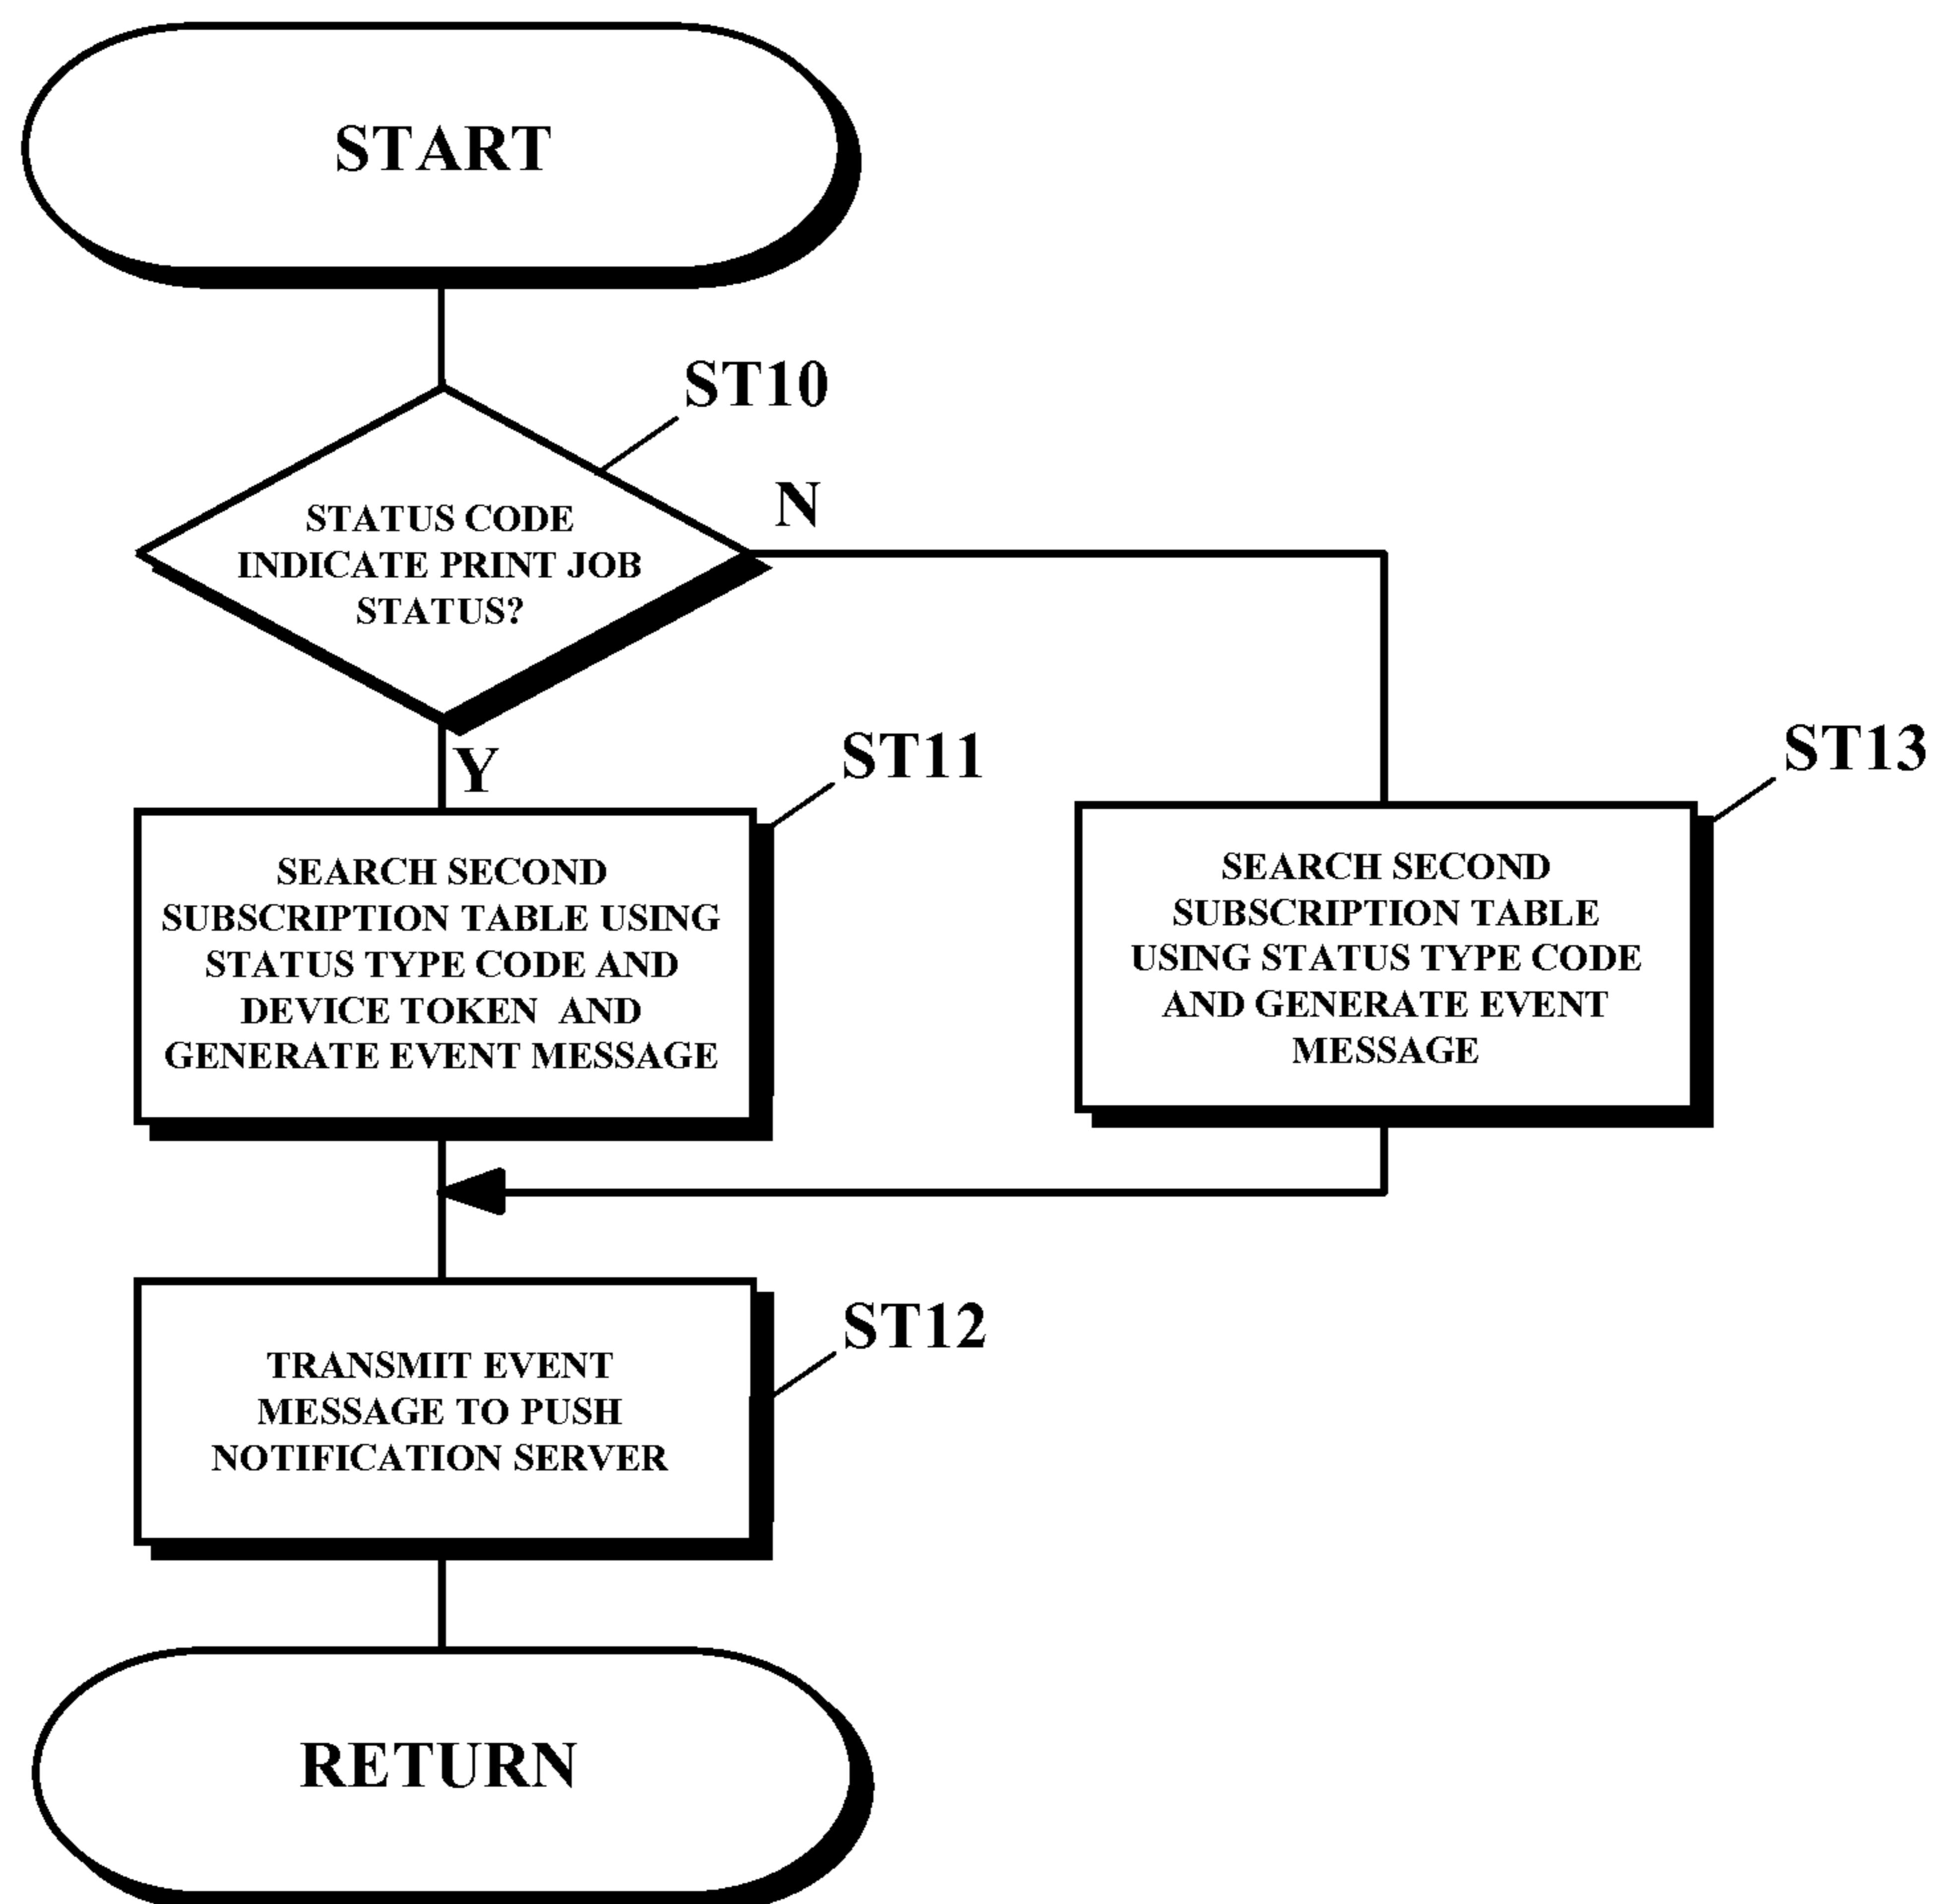 START
ST10
N
STATUS CODE
INDICATE PRINT JOB
STATUS?
Y
ST11
SEARCH SECOND
SUBSCRIPTION TABLE USING
STATUS TYPE CODE AND
DEVICE TOKEN AND
GENERATE EVENT MESSAGE
ST13
SEARCH SECOND
SUBSCRIPTION TABLE
USING STATUS TYPE CODE
AND GENERATE EVENT
MESSAGE
ST12
TRANSMIT EVENT
MESSAGE TO PUSH
NOTIFICATION SERVER
RETURN